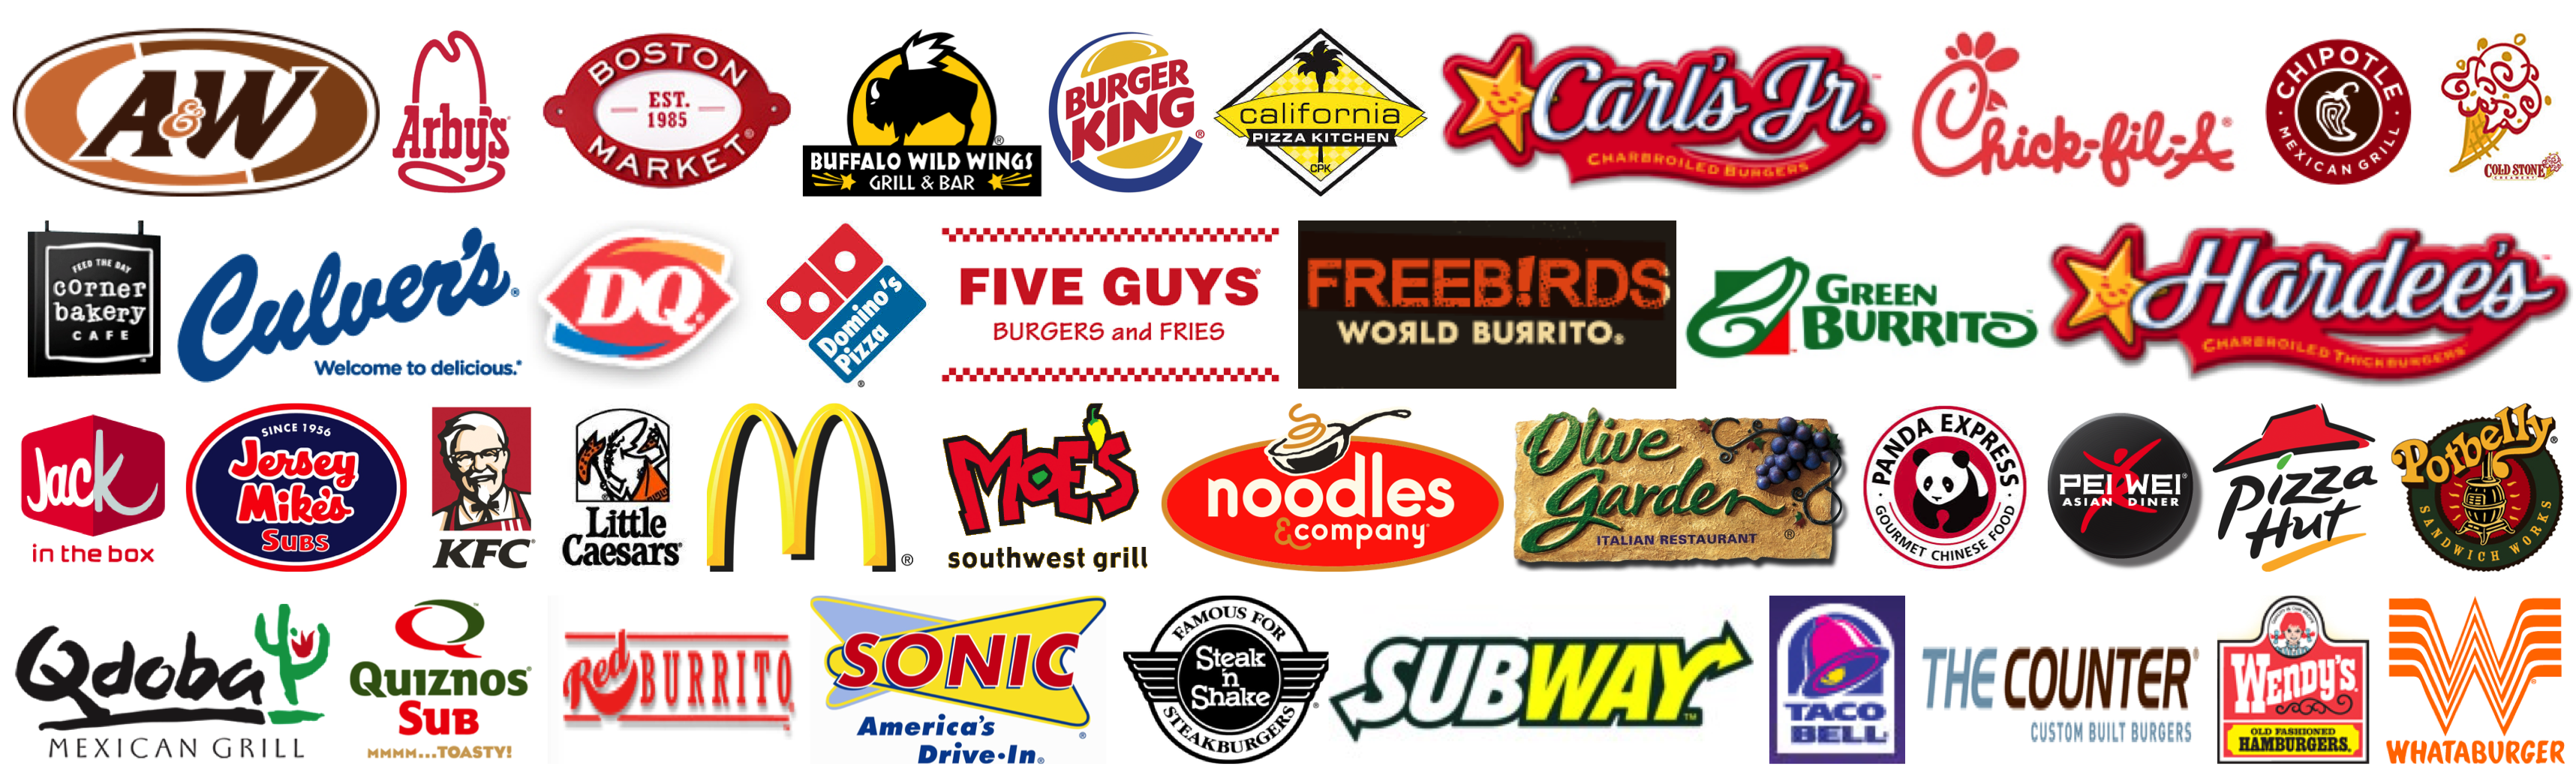 A&W
Arby's
BOSTON
EST.
1985
MARKET
BUFFALO WILD WINGS
GRILL & BAR
BURGER
KING
california
PIZZA KITCHEN
CPK
Carl's Jr.
CHARBROILED BURGERS
Chick-fil-A
CHIPOTLE
MEXICAN GRILL
COLD STONE
CREAMERY
FEED THE DAY
corner
bakery
CAFE
Culver's
Welcome to delicious.
DQ
Domino's
Pizza
FIVE GUYS
BURGERS and FRIES
FREEB!RDS
WORLD BURRITO
GREEN
BURRITO
Hardee's
CHARBROILED THICKBURGERS
Jack
in the box
SINCE 1956
Jersey
Mike's
SUBS
KFC
Little
Caesars
MOE'S
southwest grill
noodles
&company
Olive
Garden
ITALIAN RESTAURANT
PANDA EXPRESS
GOURMET CHINESE FOOD
PEI WEI
ASIAN DINER
Pizza
Hut
Potbelly
SANDWICH WORKS
Qdoba
MEXICAN GRILL
QUIZNOS
SUB
MMMM...TOASTY!
Red BURRITO
SONIC
America's
Drive-In
FAMOUS FOR
Steak
'n
Shake
STEAKBURGERS
SUBWAY
TACO
BELL
THE COUNTER
CUSTOM BUILT BURGERS
WENDY'S
OLD FASHIONED
HAMBURGERS.
WHATABURGER